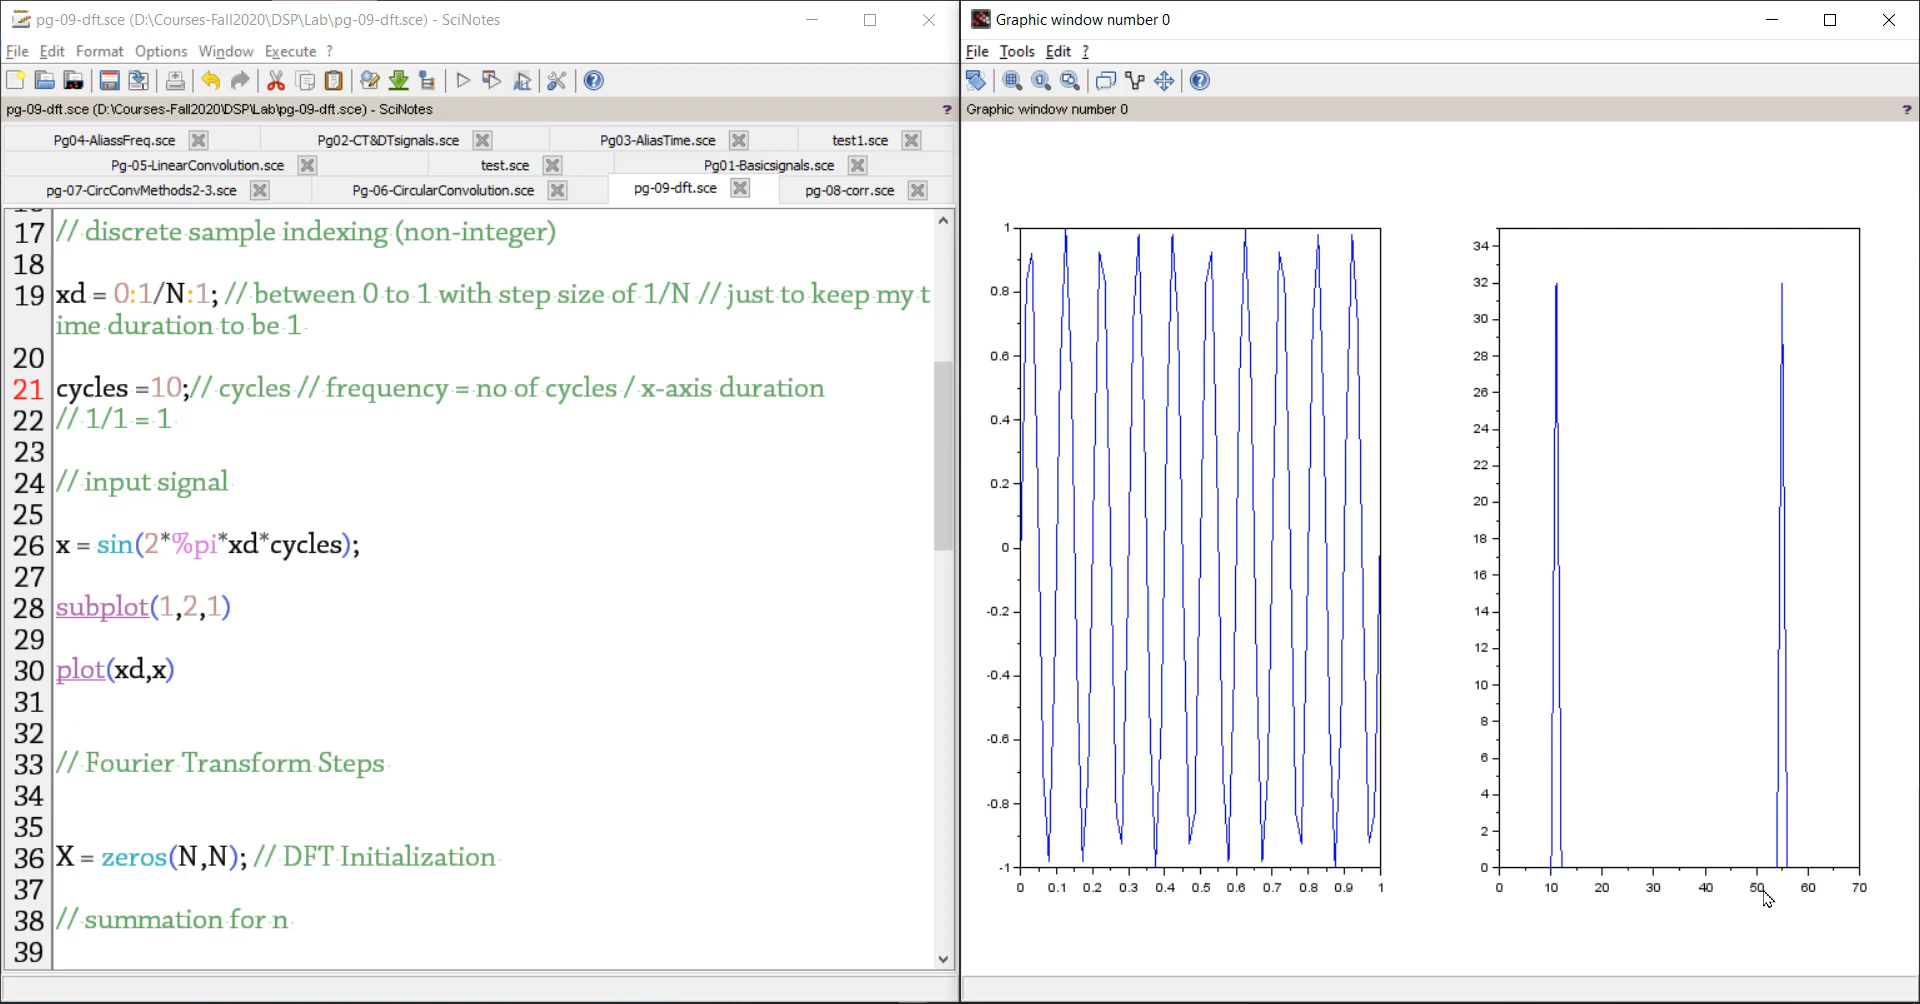 pg-09-dft.sce (D:\Courses-Fall2020\DSP\Lab\pg-09-dft.sce) - SciNotes
File Edit Format Options Window Execute ?
pg-09-dft.sce (D:\Courses-Fall2020\DSP\Lab\pg-09-dft.sce) - SciNotes ?
Pg04-AliassFreq.sce Pg02-CT&DTsignals.sce Pg03-AliasTime.sce test1.sce
Pg-05-LinearConvolution.sce test.sce Pg01-Basicsignals.sce
pg-07-CircConvMethods2-3.sce Pg-06-CircularConvolution.sce pg-09-dft.sce pg-08-corr.sce
17 // discrete sample indexing (non-integer)
18
19 xd = 0:1/N:1; // between 0 to 1 with step size of 1/N // just to keep my t
ime duration to be 1
20
21 cycles =10;// cycles // frequency = no of cycles / x-axis duration
22 // 1/1 = 1
23
24 // input signal
25
26 x = sin(2*%pi*xd*cycles);
27
28 subplot(1,2,1)
29
30 plot(xd,x)
31
32
33 // Fourier Transform Steps
34
35
36 X = zeros(N,N); // DFT Initialization
37
38 // summation for n
39
Graphic window number 0
File Tools Edit ?
Graphic window number 0 ?
1
0.8
0.6
0.4
0.2
0
-0.2
-0.4
-0.6
-0.8
-1
0 0.1 0.2 0.3 0.4 0.5 0.6 0.7 0.8 0.9 1
34
32
30
28
26
24
22
20
18
16
14
12
10
8
6
4
2
0
0 10 20 30 40 50 60 70